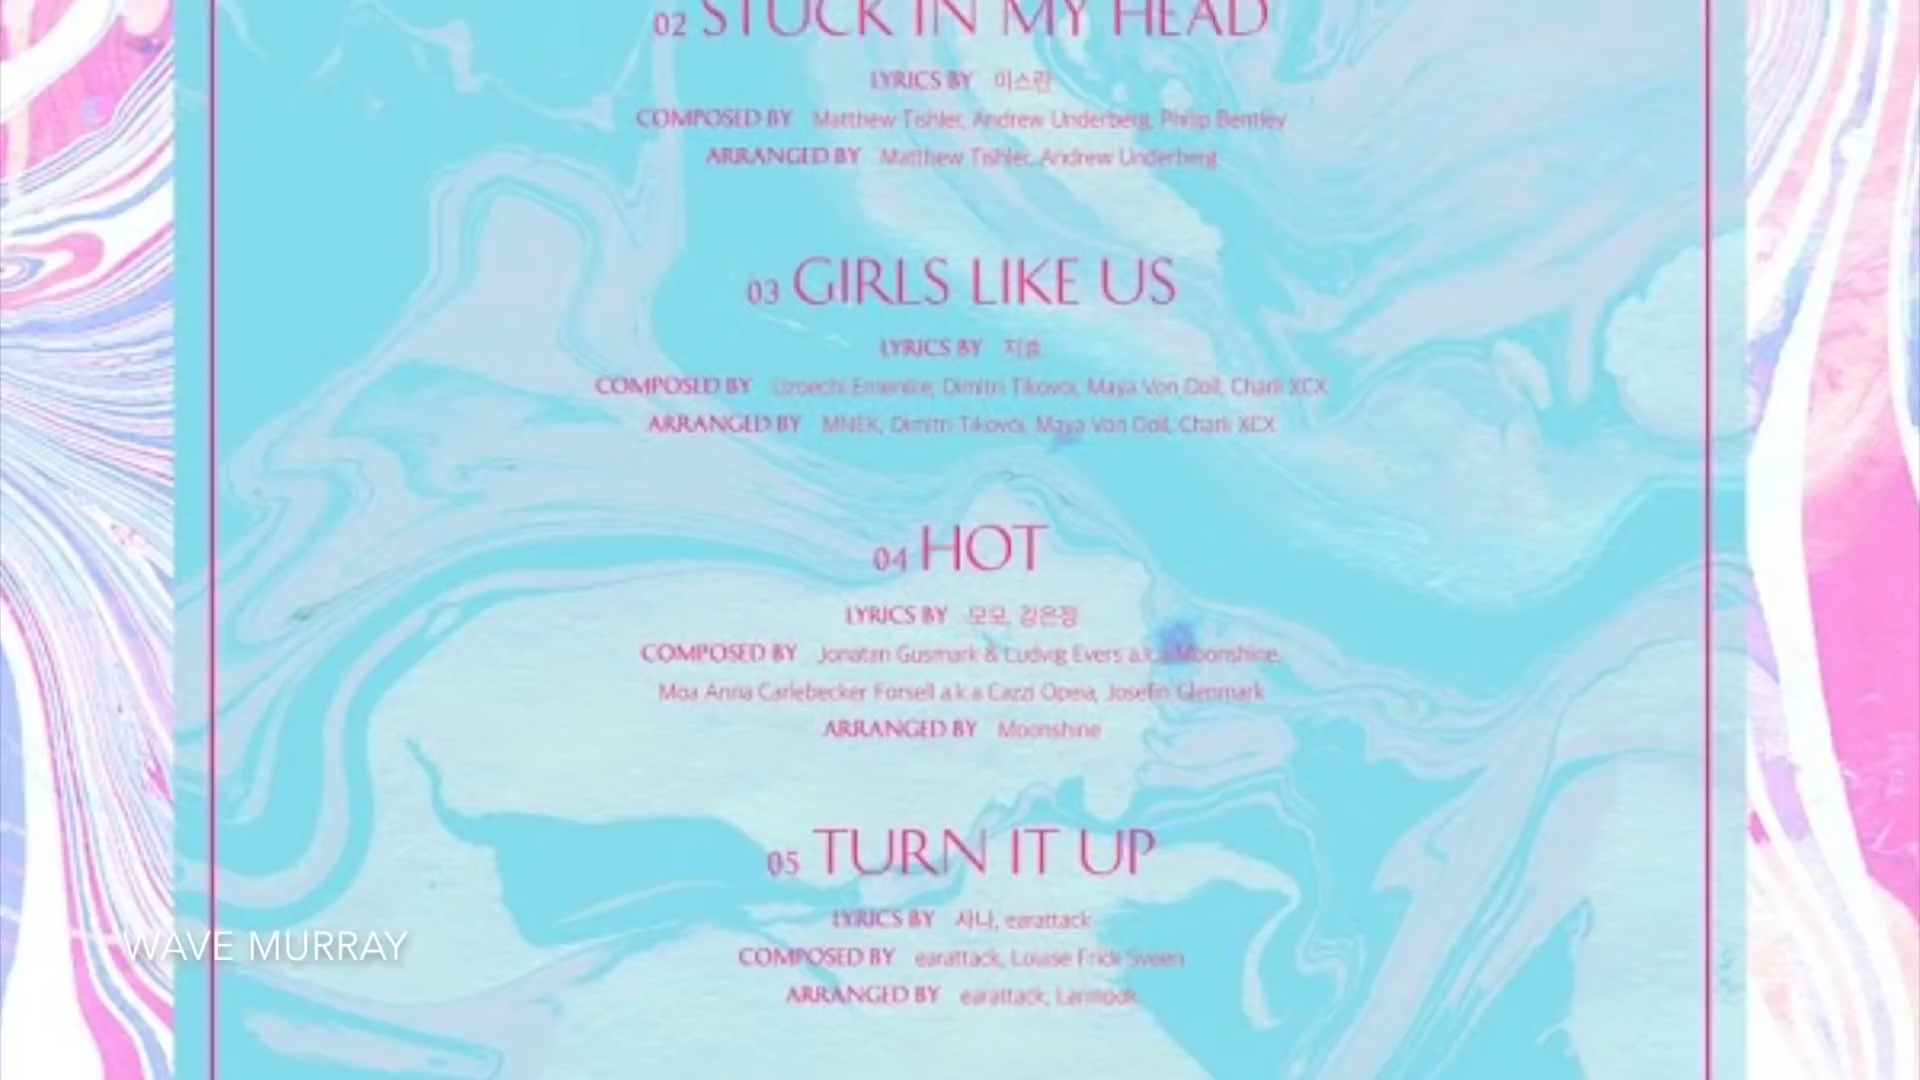 02 STUCK IN MY HEAD
LYRICS BY 미스란
COMPOSED BY Matthew Tishler, Andrew Underberg, Philip Bentley
ARRANGED BY Matthew Tishler, Andrew Underberg
03 GIRLS LIKE US
LYRICS BY 지효
COMPOSED BY Uzoechi Emenike, Dimitri Tikovoi, Maya Von Doll, Charli XCX
ARRANGED BY MNEK, Dimitri Tikovoi, Maya Von Doll, Charli XCX
04 HOT
LYRICS BY 모모, 강은정
COMPOSED BY Jonatan Gusmark & Ludvig Evers a.k.a Moonshine,
Moa Anna Carlebecker Forsell a.k.a Cazzi Opeia, Josefin Glenmark
ARRANGED BY Moonshine
05 TURN IT UP
LYRICS BY 사나, earattack
COMPOSED BY earattack, Louise Frick Sveen
ARRANGED BY earattack, Larmook
WAVE MURRAY